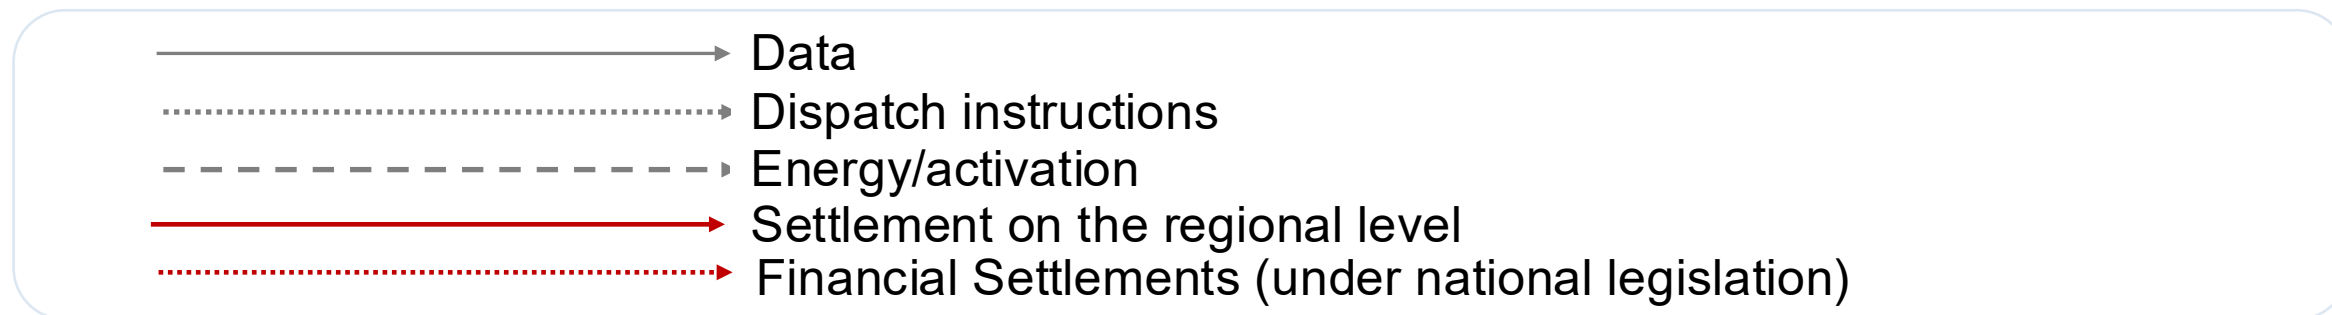 Data
Dispatch instructions
Energy/activation
Settlement on the regional level
Financial Settlements (under national legislation)